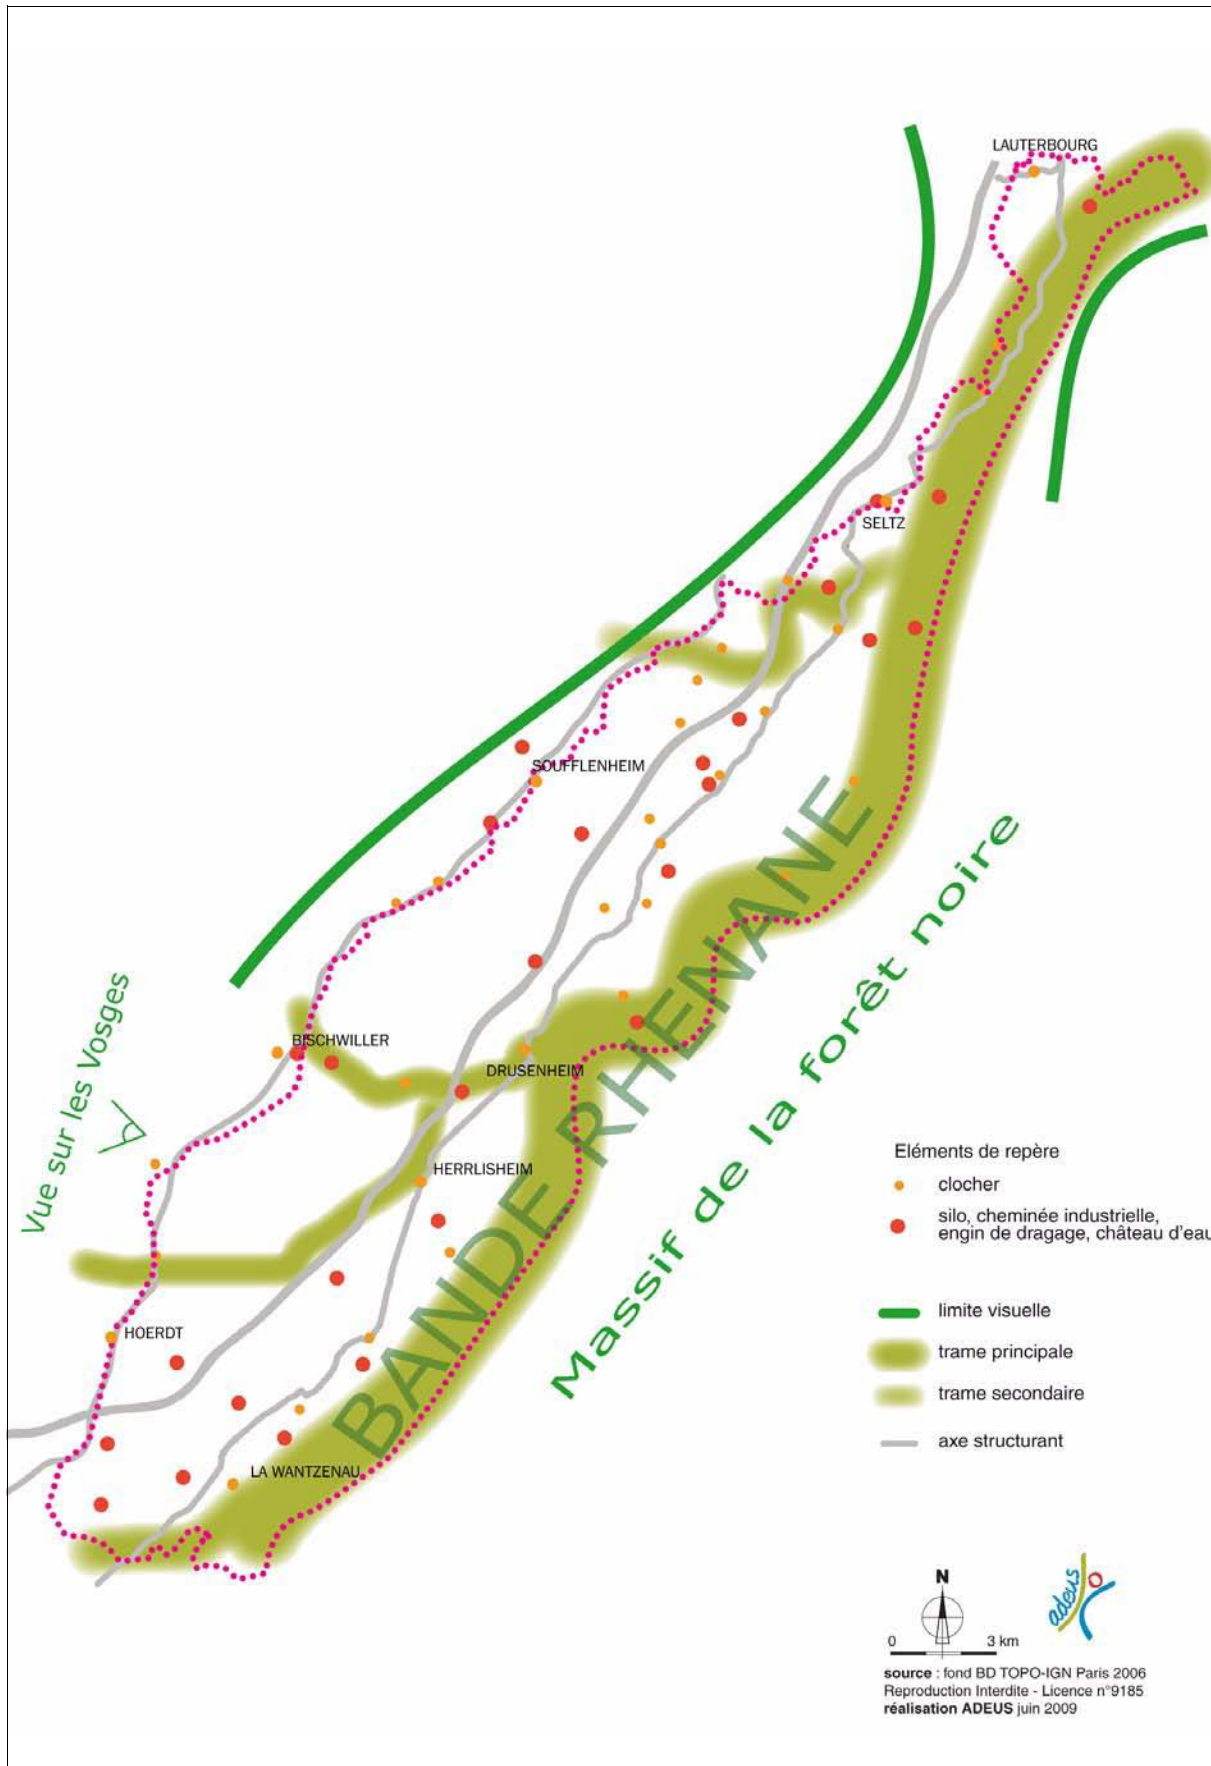 LAUTERBOURG
SELTZ
SOUFFLENHEIM
BANDE RHENANE
Massif de la forêt noire
Vue sur les Vosges
BISCHWILLER
DRUSENHEIM
HERRLISHEIM
HOERDT
LA WANTZENAU
Eléments de repère
clocher
silo, cheminée industrielle,
engin de dragage, château d'eau
limite visuelle
trame principale
trame secondaire
axe structurant
N
0 3 km
adeus
source : fond BD TOPO-IGN Paris 2006
Reproduction Interdite - Licence n°9185
réalisation ADEUS juin 2009